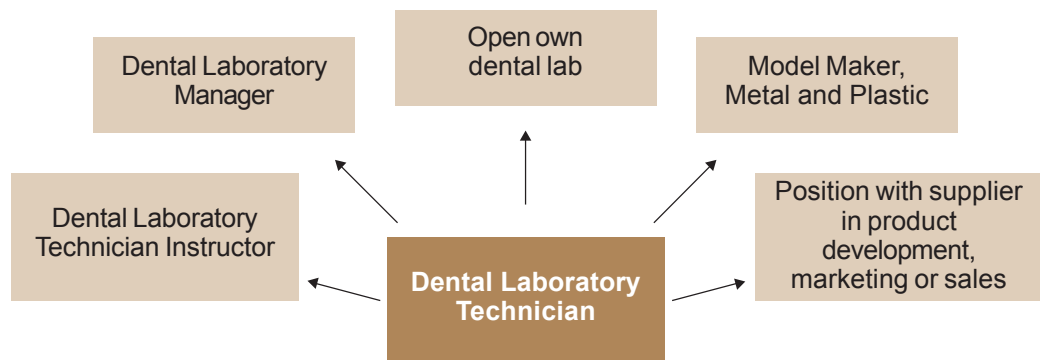 Open own
dental lab
Dental Laboratory
Manager
Model Maker,
Metal and Plastic
Dental Laboratory
Technician Instructor
Position with supplier
in product
development,
marketing or sales
Dental Laboratory
Technician